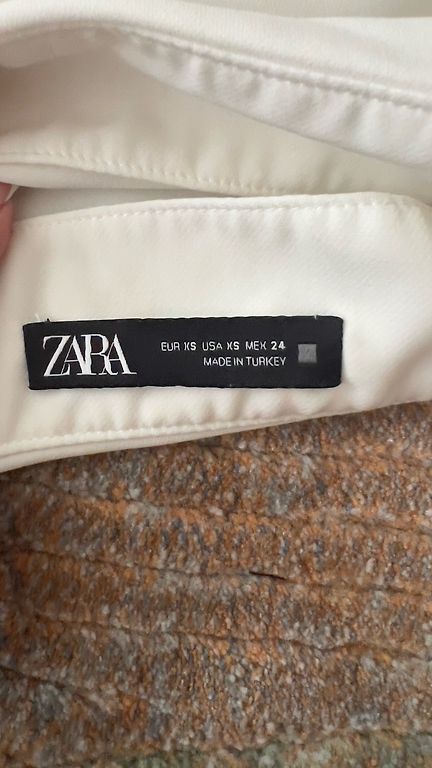 ZARA
EUR XS USA XS MEX 24
MADE IN TURKEY